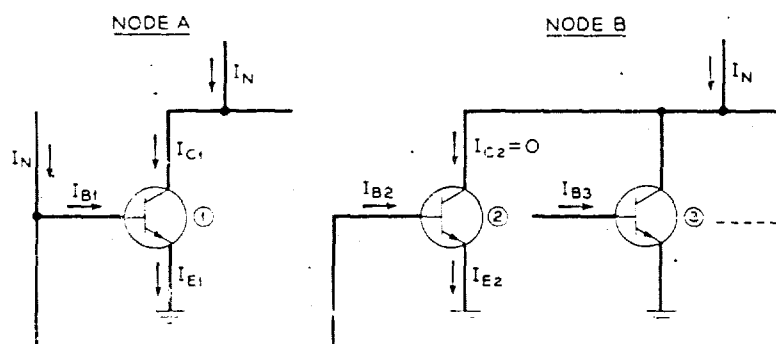 NODE A
NODE B
I_N
I_N
I_C1
I_C2=0
I_N
I_B1
I_B2
I_B3
①
②
③
I_E1
I_E2